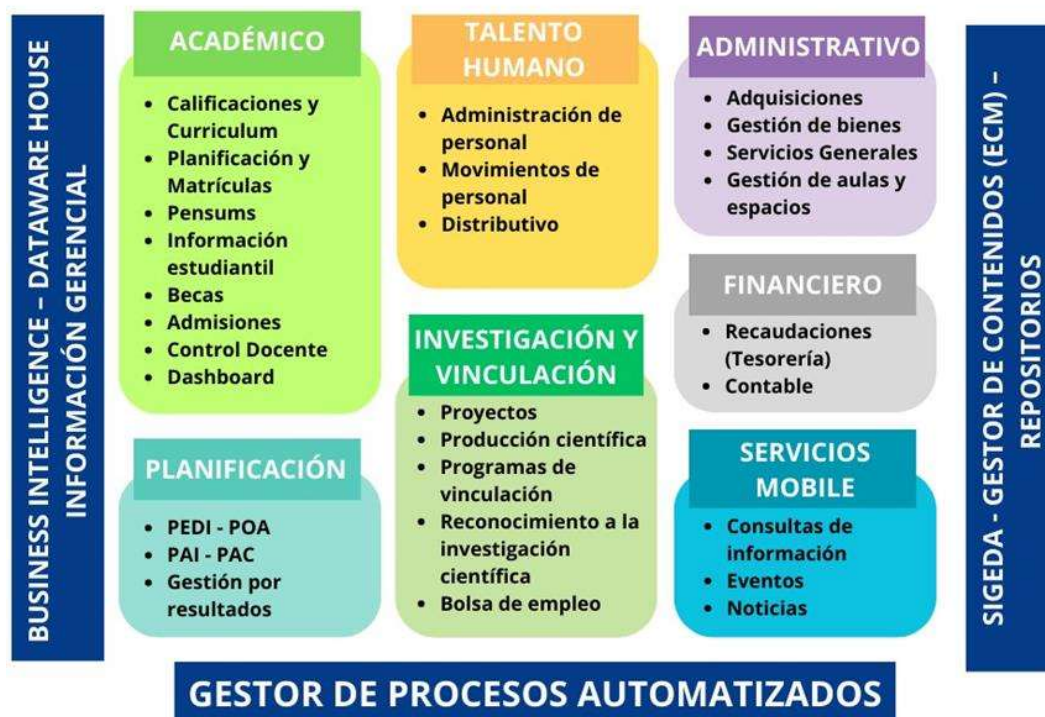 BUSINESS INTELLIGENCE – DATAWARE HOUSE
INFORMACIÓN GERENCIAL
ACADÉMICO
• Calificaciones y
Curriculum
• Planificación y
Matrículas
• Pensums
• Información
estudiantil
• Becas
• Admisiones
• Control Docente
• Dashboard
PLANIFICACIÓN
• PEDI - POA
• PAI - PAC
• Gestión por
resultados
TALENTO
HUMANO
• Administración de
personal
• Movimientos de
personal
• Distributivo
INVESTIGACIÓN Y
VINCULACIÓN
• Proyectos
• Producción científica
• Programas de
vinculación
• Reconocimiento a la
investigación
científica
• Bolsa de empleo
ADMINISTRATIVO
• Adquisiciones
• Gestión de bienes
• Servicios Generales
• Gestión de aulas y
espacios
FINANCIERO
• Recaudaciones
(Tesorería)
• Contable
SERVICIOS
MOBILE
• Consultas de
información
• Eventos
• Noticias
SIGEDA - GESTOR DE CONTENIDOS (ECM) –
REPOSITORIOS
GESTOR DE PROCESOS AUTOMATIZADOS